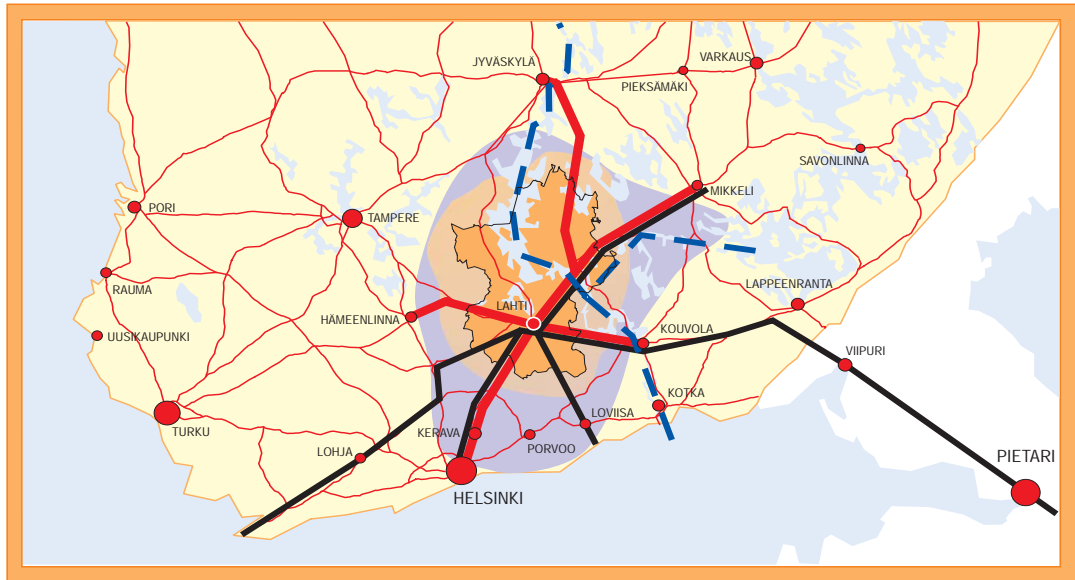 JYVÄSKYLÄ
VARKAUS
PIEKSÄMÄKI
SAVONLINNA
MIKKELI
PORI
TAMPERE
RAUMA
LAPPEENRANTA
LAHTI
HÄMEENLINNA
UUSIKAUPUNKI
KOUVOLA
VIIPURI
KOTKA
LOVIISA
TURKU
KERAVA
PORVOO
LOHJA
PIETARI
HELSINKI